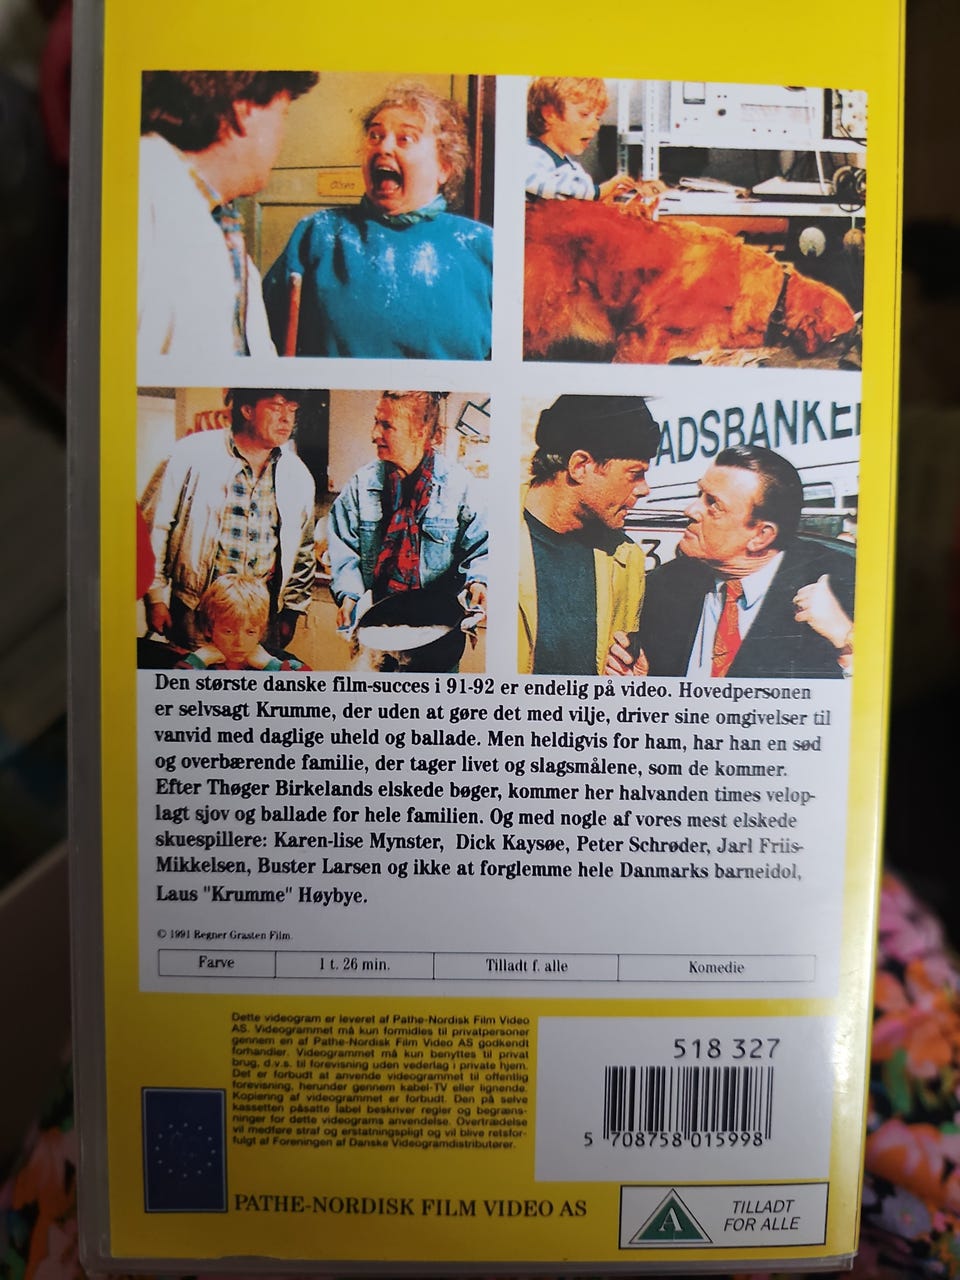 Olsen
ADSBANKE
3
Den største danske film-succes i 91-92 er endelig på video. Hovedpersonen
er selvsagt Krumme, der uden at gøre det med vilje, driver sine omgivelser til
vanvid med daglige uheld og ballade. Men heldigvis for ham, har han en sød
og overbærende familie, der tager livet og slagsmålene, som de kommer.
Efter Thøger Birkelands elskede bøger, kommer her halvanden times velop-
lagt sjov og ballade for hele familien. Og med nogle af vores mest elskede
skuespillere: Karen-lise Mynster, Dick Kaysøe, Peter Schrøder, Jarl Friis-
Mikkelsen, Buster Larsen og ikke at forglemme hele Danmarks barneidol,
Laus "Krumme" Høybye.
© 1991 Regner Grasten Film.
Farve 1 t. 26 min. Tilladt f. alle Komedie
Dette videogram er leveret af Pathe-Nordisk Film Video
AS. Videogrammet må kun formidles til privatpersoner
gennem en af Pathe-Nordisk Film Video AS godkendt
forhandler. Videogrammet må kun benyttes til privat
brug, d.v.s. til forevisning uden vederlag i private hjem.
Det er forbudt at anvende videogrammet til offentlig
forevisning, herunder gennem kabel-TV eller lignende.
Kopiering af videogrammet er forbudt. Den på selve
kassetten påsatte label beskriver regler og begræns-
ninger for dette videograms anvendelse. Overtrædelse
vil medføre straf og erstatningspligt og vil blive retsfor-
fulgt af Foreningen af Danske Videogramdistributører.
518 327
5 708758 015998
PATHE-NORDISK FILM VIDEO AS
A
TILLADT
FOR ALLE